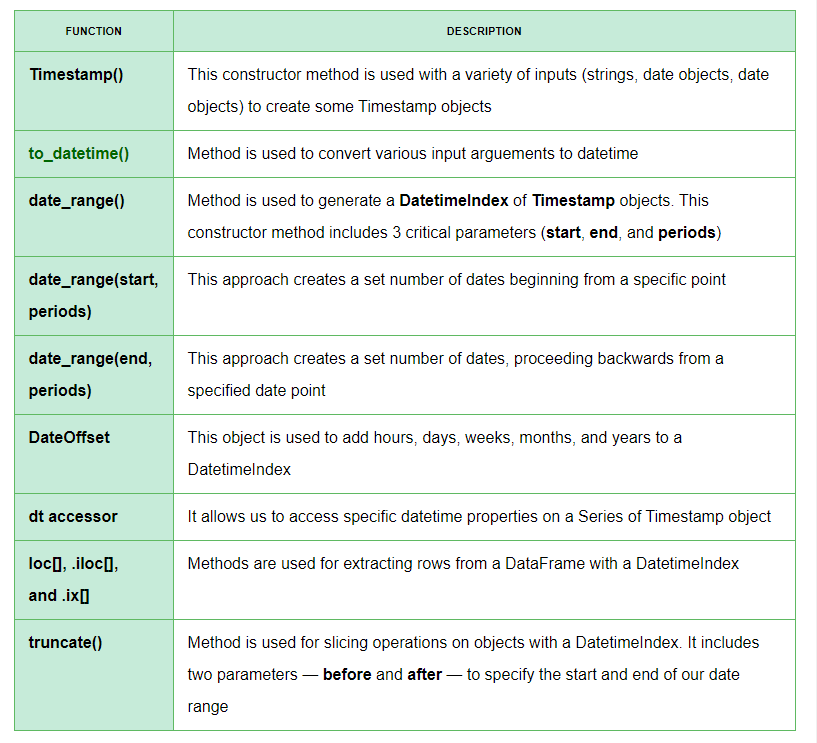 FUNCTION DESCRIPTION
Timestamp() This constructor method is used with a variety of inputs (strings, date objects, date
objects) to create some Timestamp objects
to_datetime() Method is used to convert various input arguements to datetime
date_range() Method is used to generate a DatetimeIndex of Timestamp objects. This
constructor method includes 3 critical parameters (start, end, and periods)
date_range(start, This approach creates a set number of dates beginning from a specific point
periods)
date_range(end, This approach creates a set number of dates, proceeding backwards from a
periods) specified date point
DateOffset This object is used to add hours, days, weeks, months, and years to a
DatetimeIndex
dt accessor It allows us to access specific datetime properties on a Series of Timestamp object
loc[], .iloc[], Methods are used for extracting rows from a DataFrame with a DatetimeIndex
and .ix[]
truncate() Method is used for slicing operations on objects with a DatetimeIndex. It includes
two parameters — before and after — to specify the start and end of our date
range